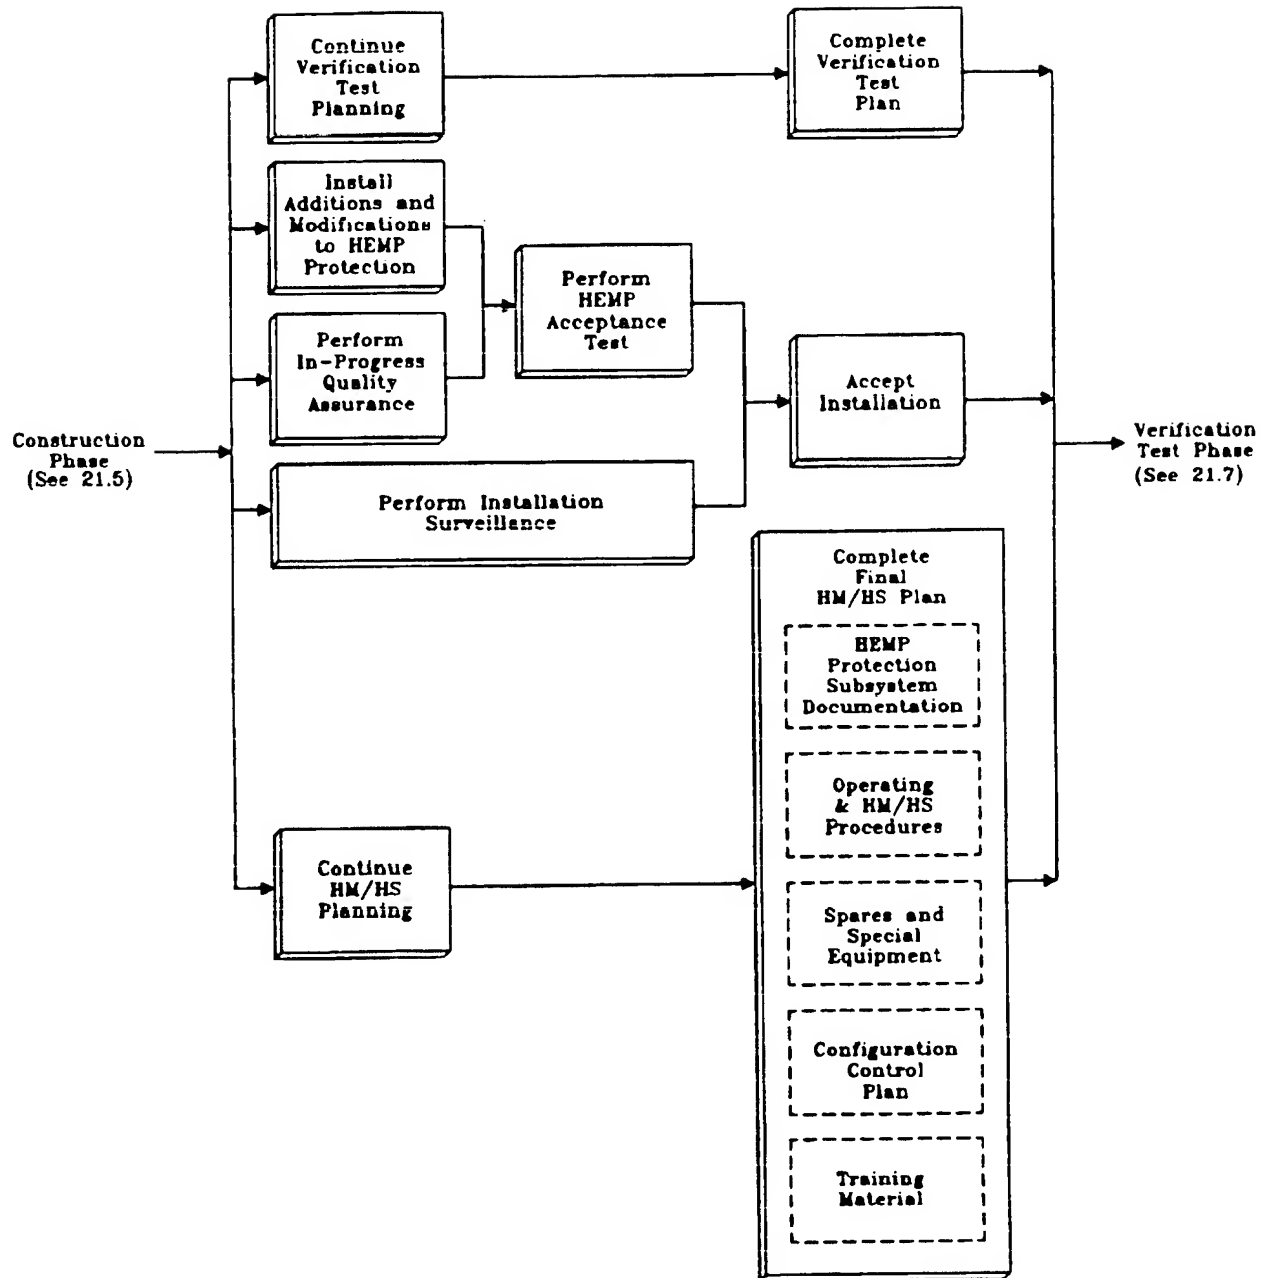 Continue
Verification
Test
Planning
Complete
Verification
Test
Plan
Install
Additions and
Modifications
to HEMP
Protection
Perform
HEMP
Acceptance
Test
Perform
In-Progress
Quality
Assurance
Accept
Installation
Construction
Phase
(See 21.5)
Verification
Test Phase
(See 21.7)
Perform Installation
Surveillance
Complete
Final
HM/HS Plan
HEMP
Protection
Subsystem
Documentation
Operating
& HM/HS
Procedures
Continue
HM/HS
Planning
Spares and
Special
Equipment
Configuration
Control
Plan
Training
Material